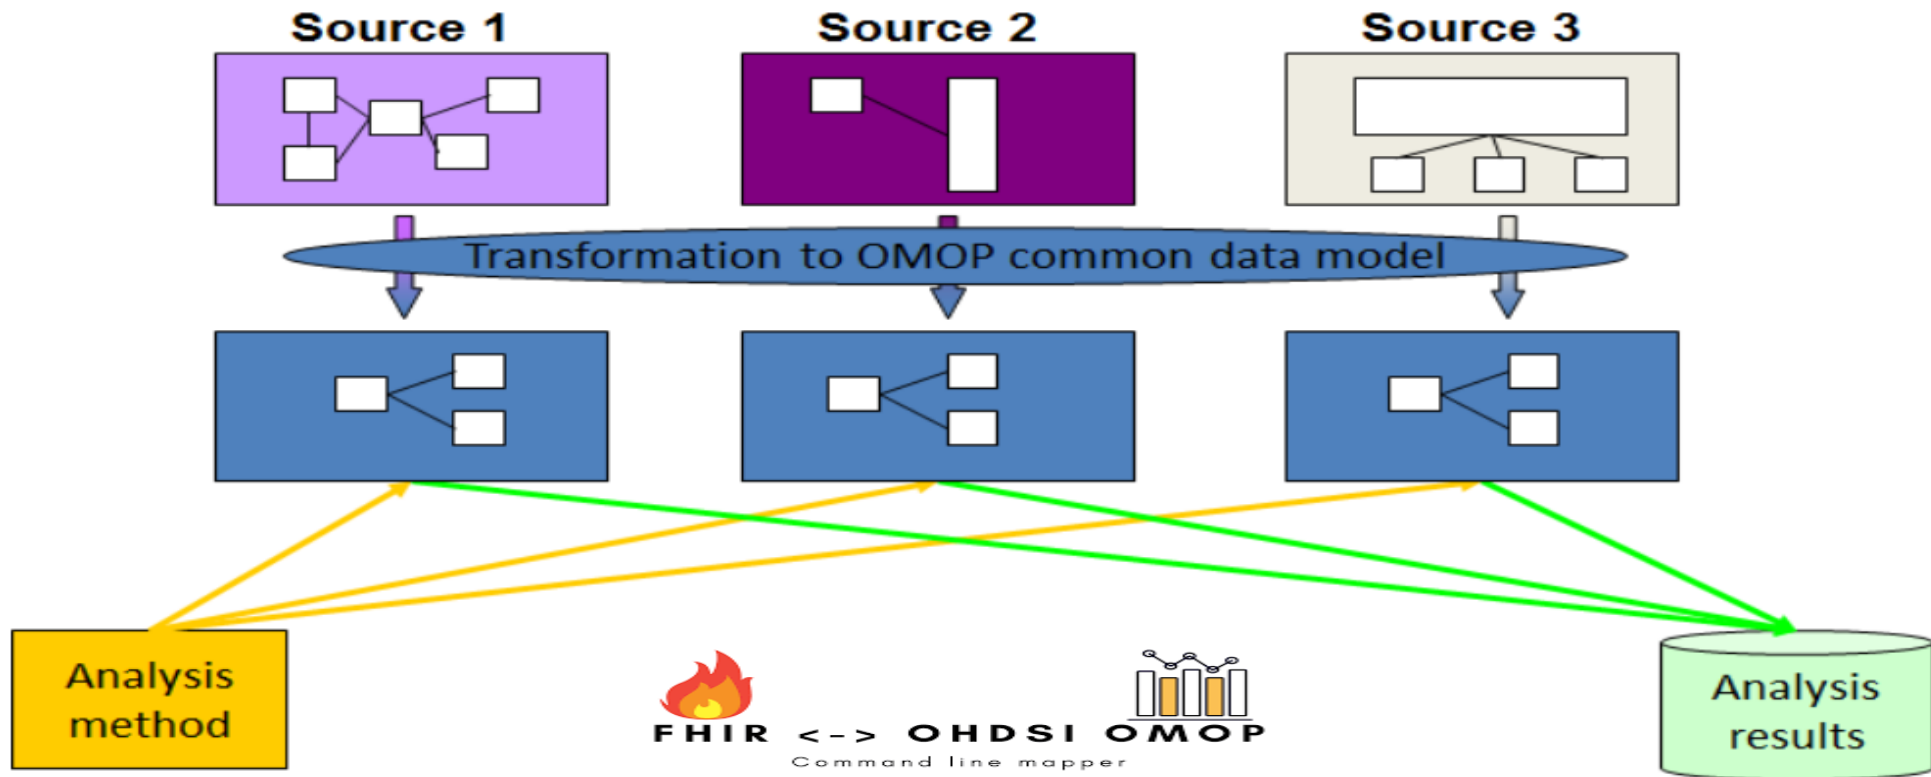 Source 1
Source 2
Source 3
Transformation to OMOP common data model
Analysis
method
FHIR <-> OHDSI OMOP
Command line mapper
Analysis
results